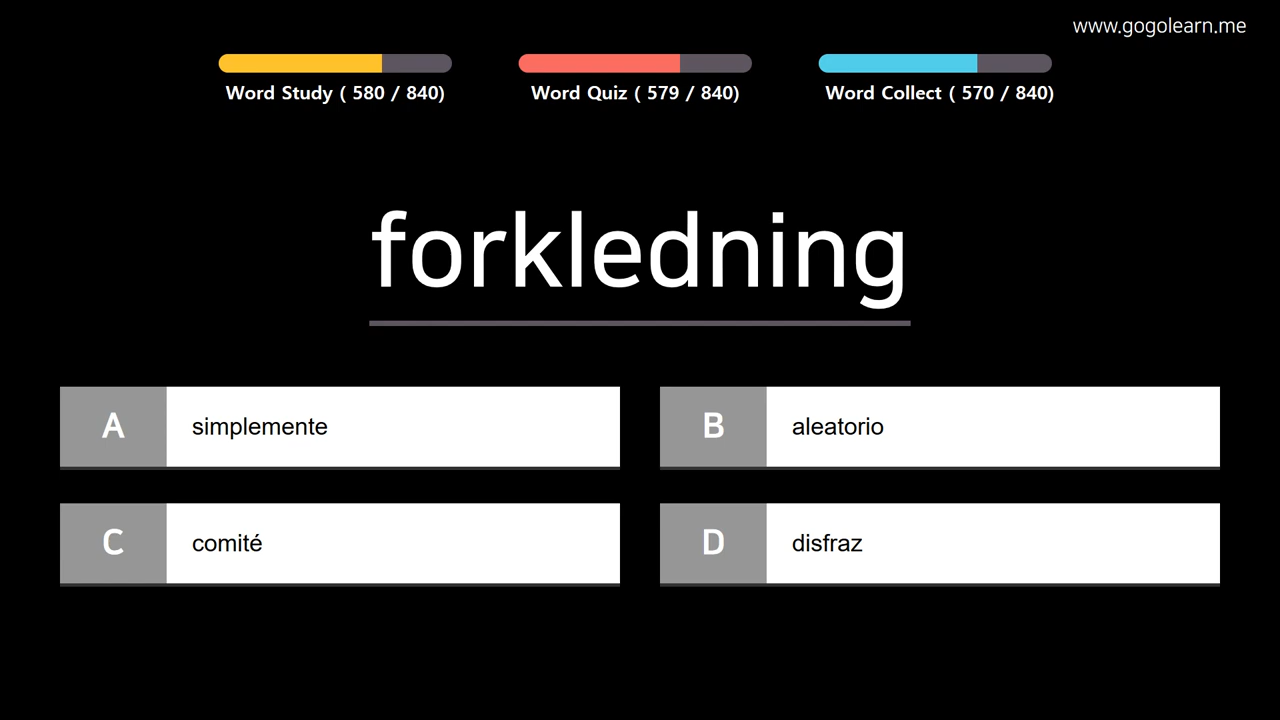 www.gogolearn.me
Word Study ( 580 / 840)
Word Quiz ( 579 / 840)
Word Collect ( 570 / 840)
forkledning
A simplemente
B aleatorio
C comité
D disfraz